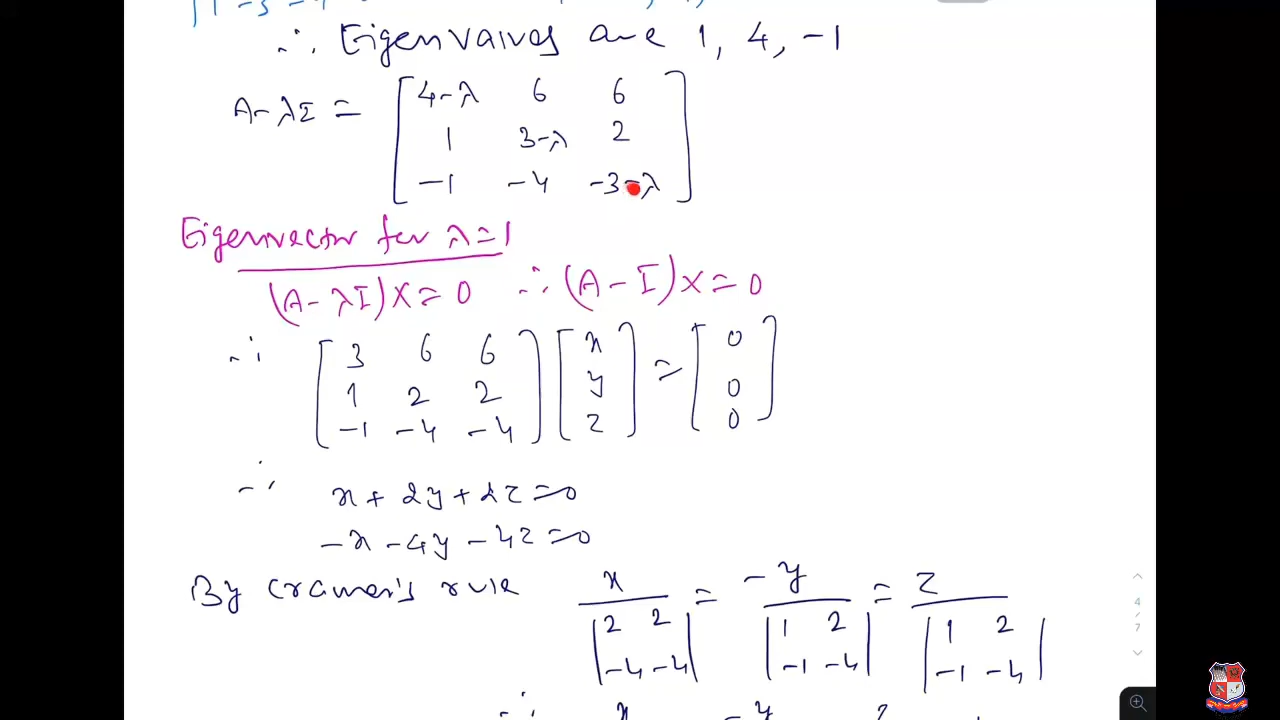 ∴ Eigenvalues are 1, 4, -1
A-λI = [4-λ 6 6
1 3-λ 2
-1 -4 -3-λ]
Eigenvector for λ=1
(A-λI)X=0 ∴ (A-I)X=0
∴ [3 6 6
1 2 2
-1 -4 -4] [x
y
z] = [0
0
0]
∴ x+2y+2z=0
-x-4y-4z=0
By Cramer's rule x = -y = z
|2 2 |1 2 |1 2
-4 -4| -1 -4| -1 -4|
∴ x -y z
4
/
7